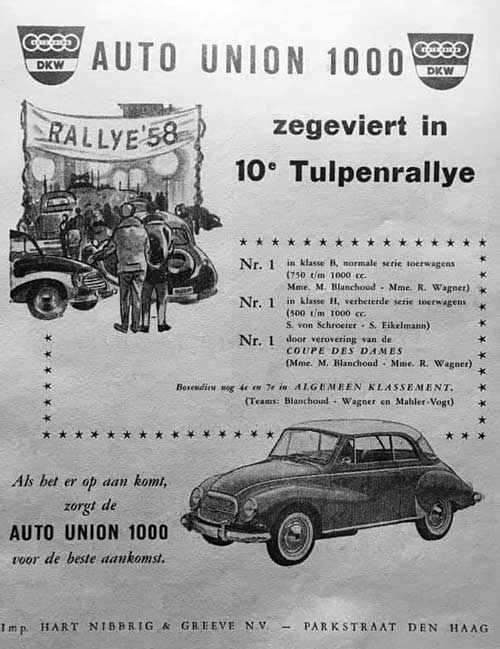 DKW
AUTO UNION 1000
DKW
RALLYE '58
zegeviert in
10e Tulpenrallye
Nr. 1 in klasse B, normale serie toerwagens
(750 t/m 1000 cc.
Mme. M. Blanchoud - Mme. R. Wagner)
Nr. 1 in klasse H, verbeterde serie toerwagens
(500 t/m 1000 cc.
S. von Schroeter - S. Eikelmann)
Nr. 1 door verovering van de
COUPE DES DAMES
(Mme. M. Blanchoud - Mme. R. Wagner)
Bovendien nog 4e en 7e in ALGEMEEN KLASSEMENT.
(Teams: Blanchoud - Wagner en Mahler-Vogt)
Als het er op aan komt,
zorgt de
AUTO UNION 1000
voor de beste aankomst.
Imp. HART NIBBRIG & GREEVE N.V. — PARKSTRAAT DEN HAAG